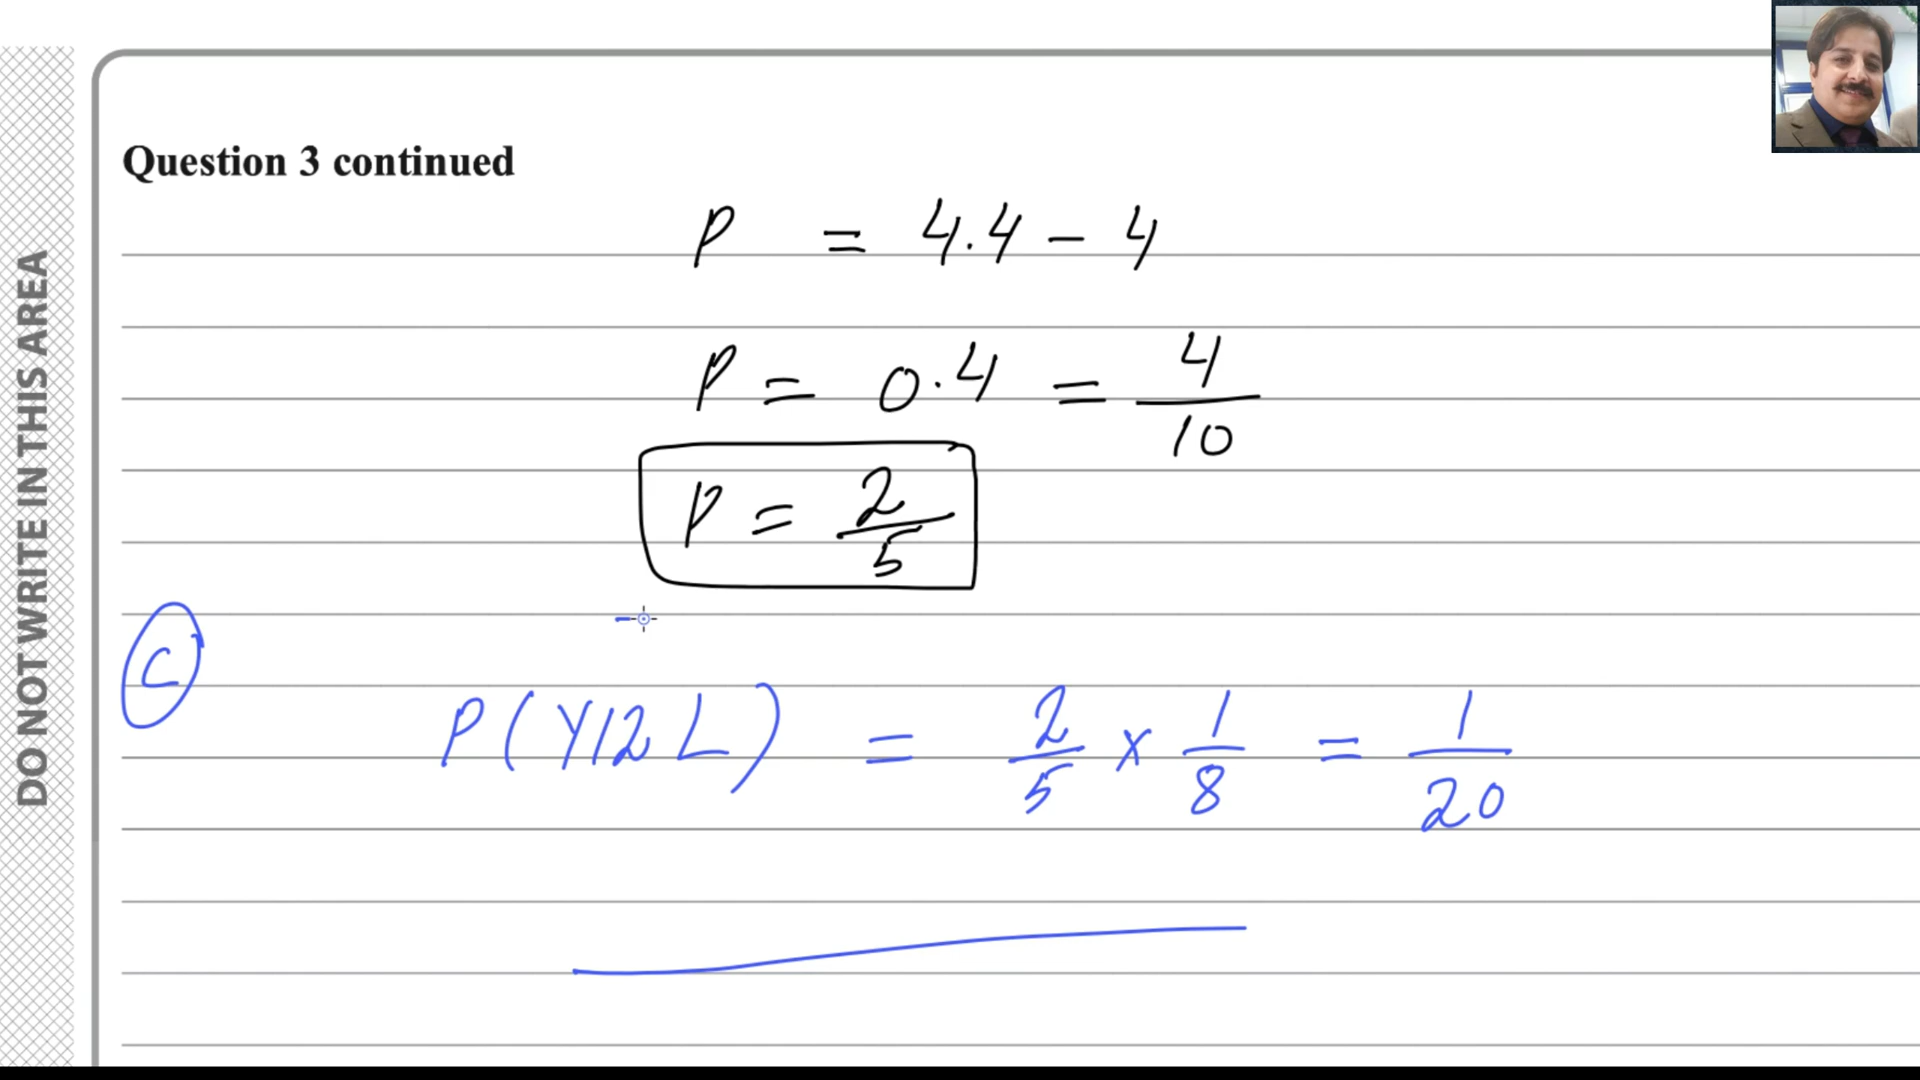 DO NOT WRITE IN THIS AREA
Question 3 continued
P = 4.4 - 4
P = 0.4 = 4/10
P = 2/5
C
P(Y12L) = 2/5 × 1/8 = 1/20